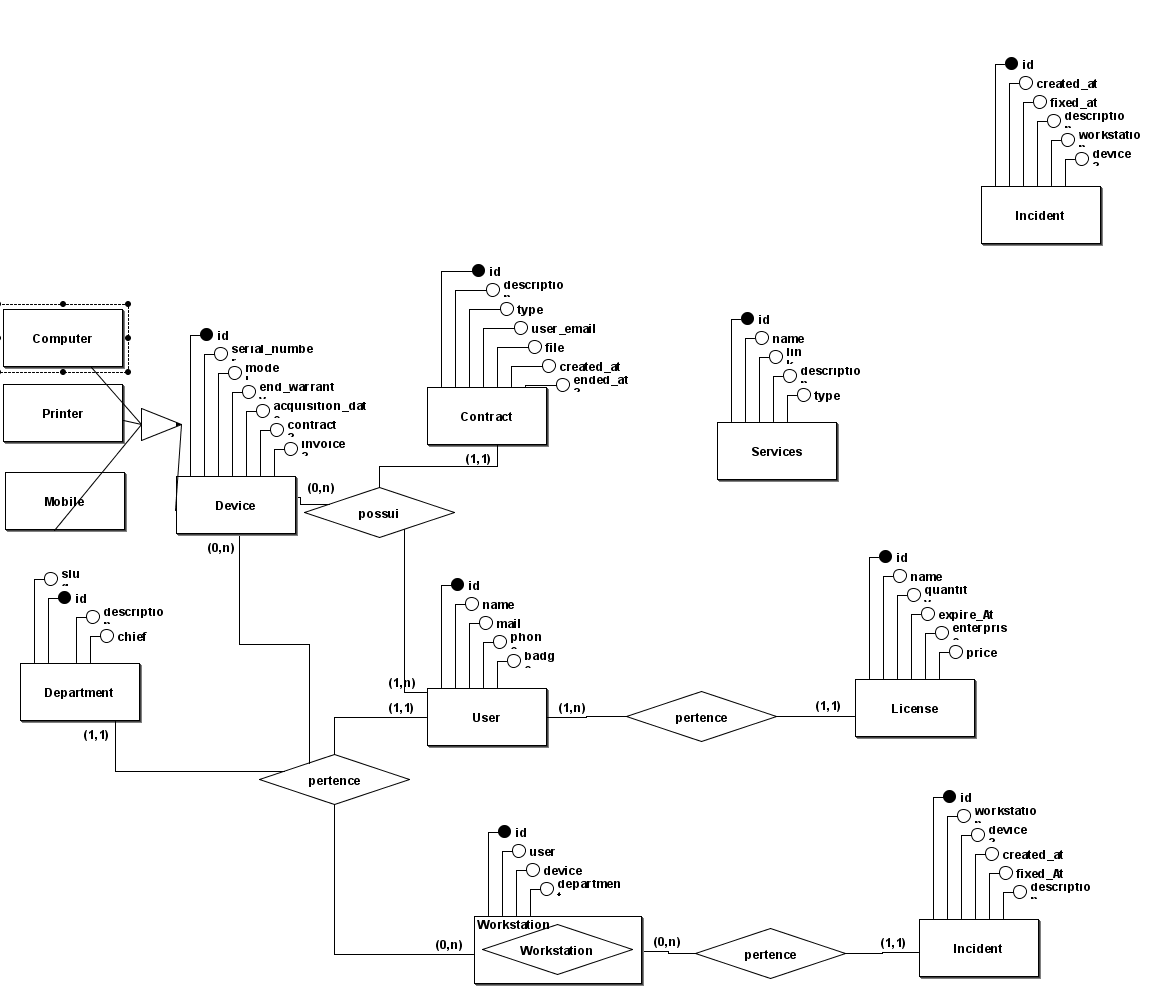 id
created_at
fixed_at
descriptio
workstatio
device
?
Incident
id
descriptio
type
user_email
file
created_at
ended_at
?
Contract
(1,1)
Computer
Printer
Mobile
id
serial_numbe
mode
l
end_warrant
acquisition_dat
contract
?
invoice
?
Device
(0,n)
possui
(0,n)
id
name
lin
k
descriptio
type
Services
slu
id
descriptio
chief
Department
(1,1)
id
name
mail
phon
badg
User
(1,n)
(1,1)
(1,n)
pertence
(1,1)
id
name
quantit
expire_At
enterpris
price
License
pertence
id
user
device
departmen
Workstation
Workstation
(0,n)
(0,n)
pertence
(1,1)
id
workstatio
device
?
created_at
fixed_At
descriptio
Incident